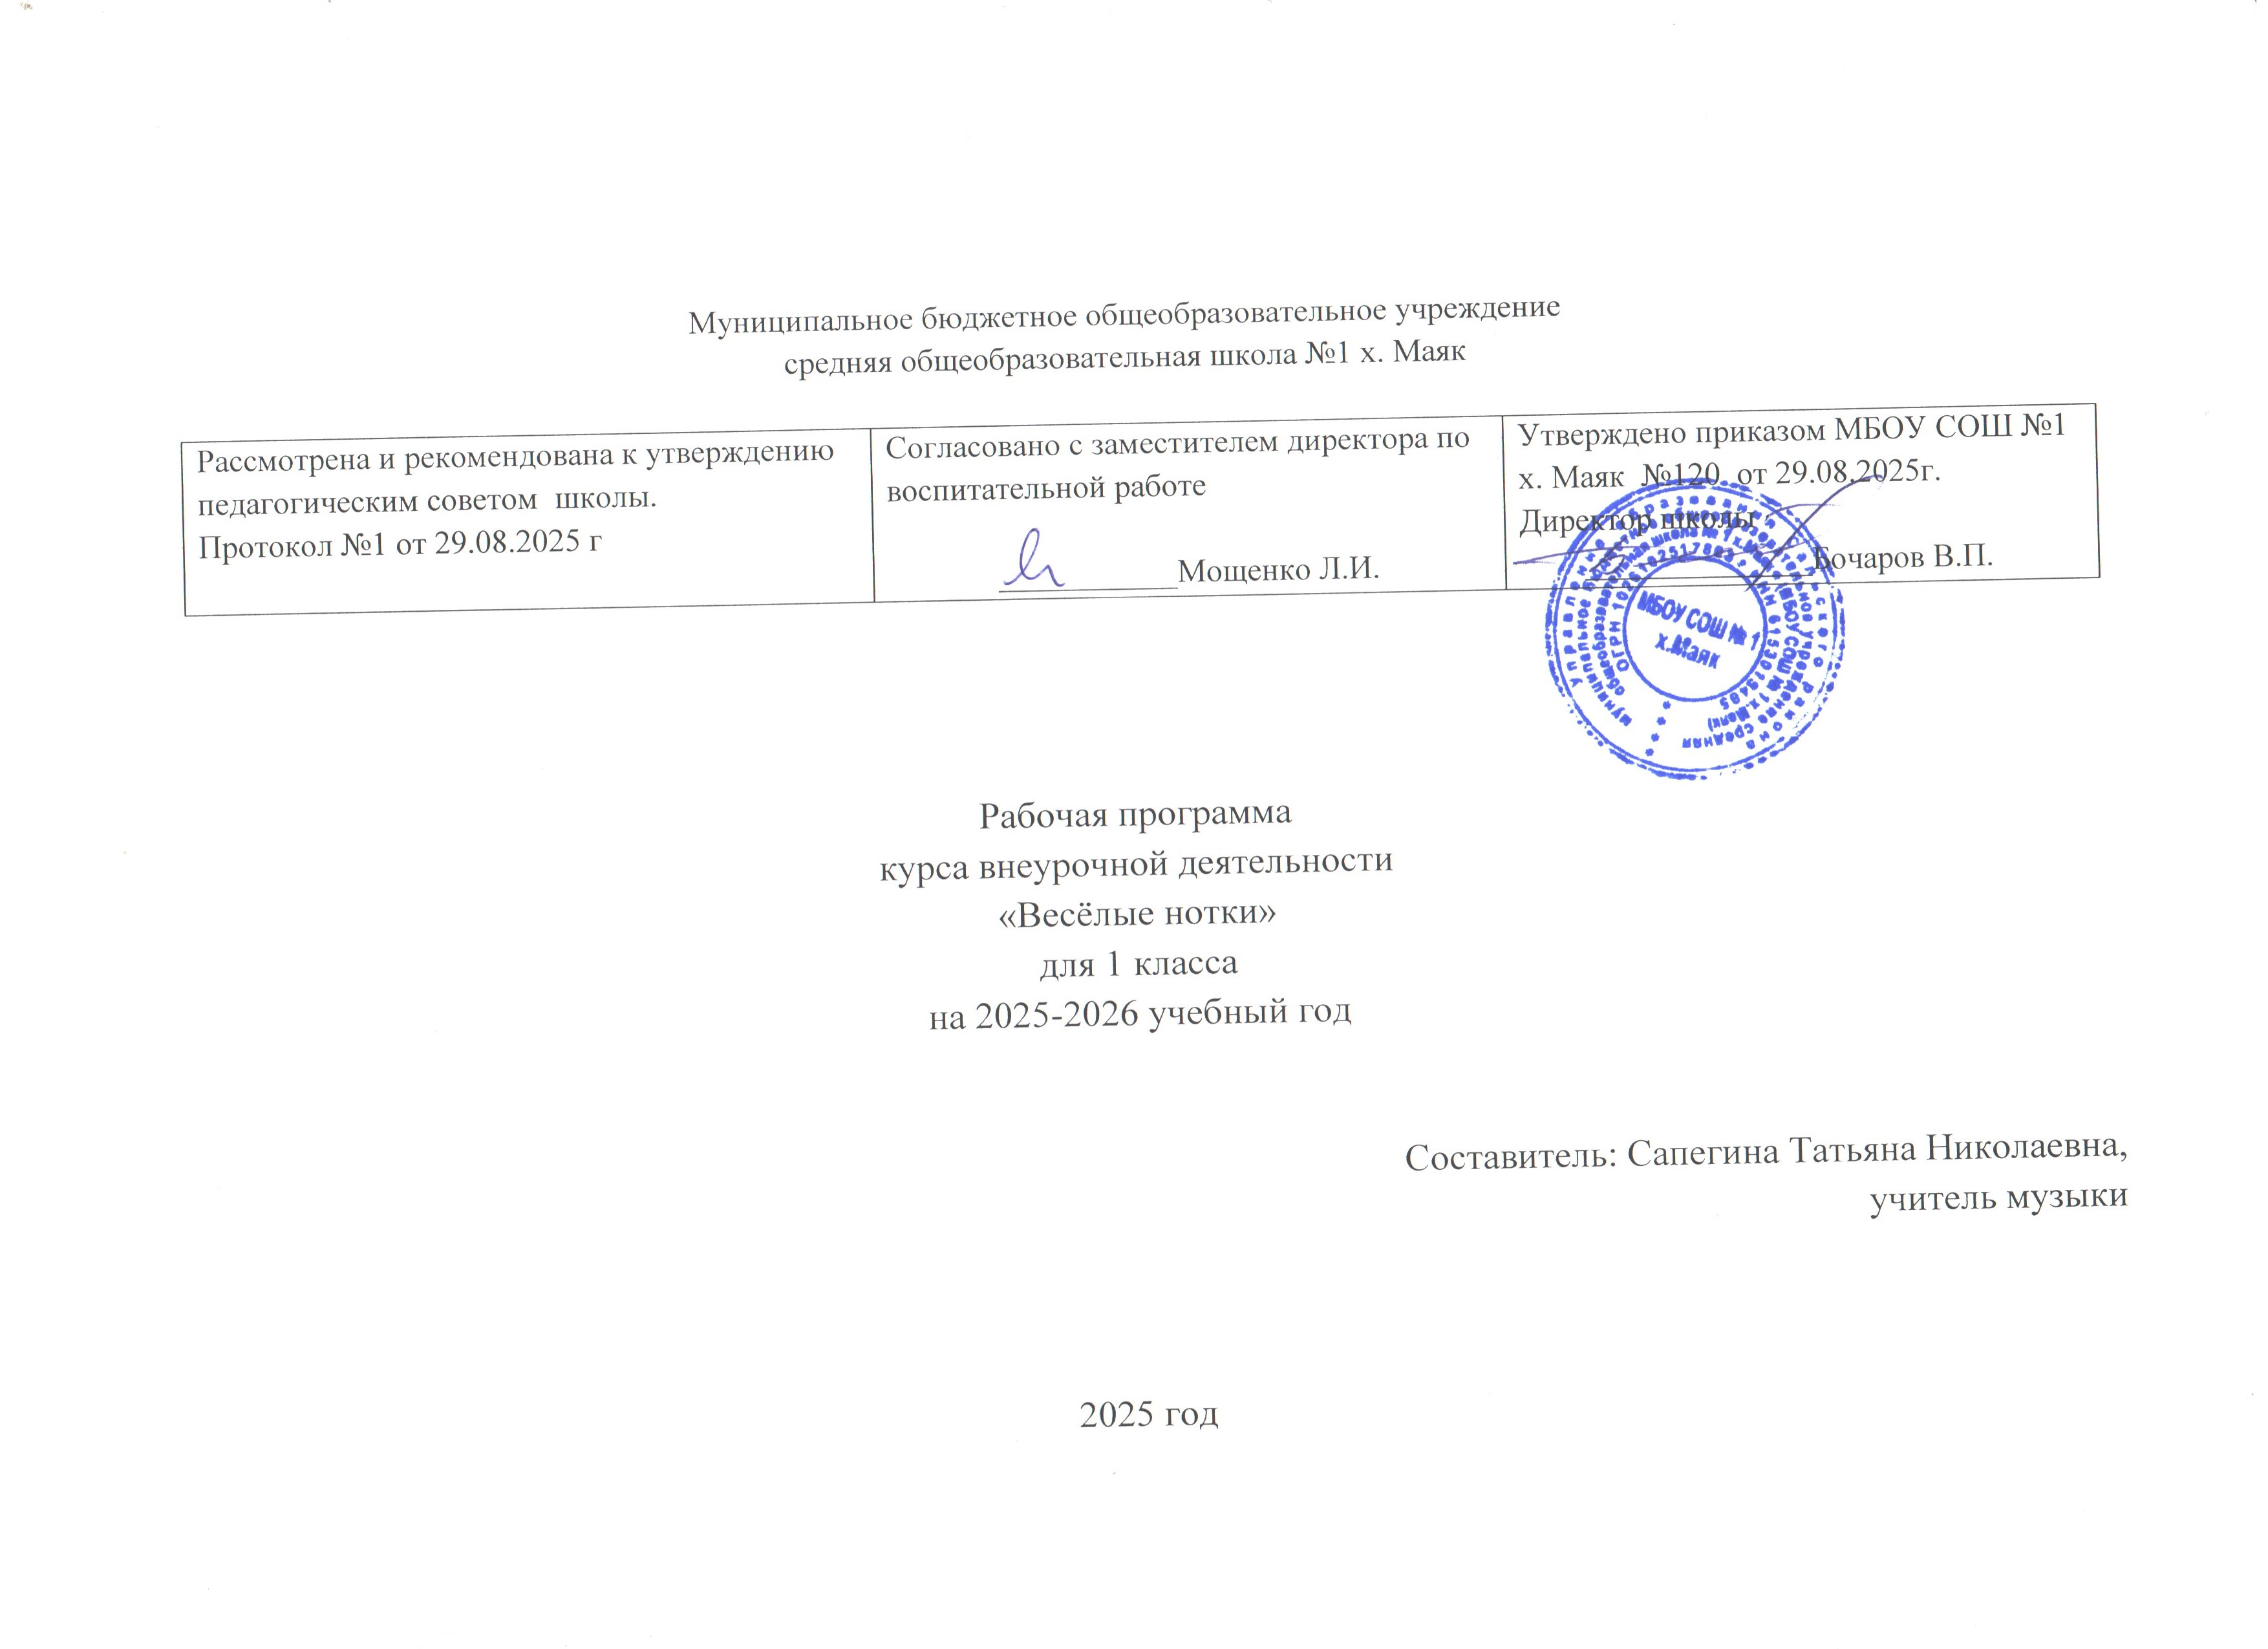 Муниципальное бюджетное общеобразовательное учреждение
средняя общеобразовательная школа №1 х. Маяк
Рассмотрена и рекомендована к утверждению
педагогическим советом школы.
Протокол №1 от 29.08.2025 г
Согласовано с заместителем директора по
воспитательной работе
Мощенко Л.И.
Утверждено приказом МБОУ СОШ №1
х. Маяк №120 от 29.08.2025г.
Директор школы
Бочаров В.П.
МБОУ СОШ № 1
х.Маяк
Рабочая программа
курса внеурочной деятельности
«Весёлые нотки»
для 1 класса
на 2025-2026 учебный год
Составитель: Сапегина Татьяна Николаевна,
учитель музыки
2025 год